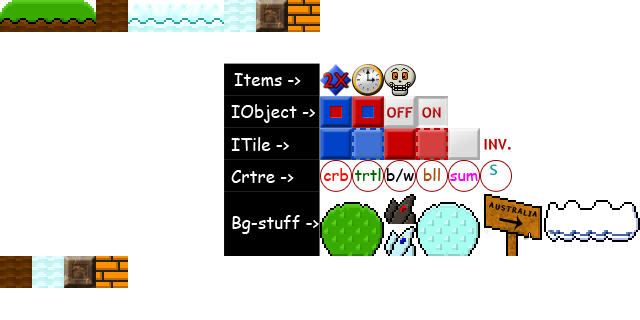 Items -> 2X
IObject -> OFF ON
ITile -> INV.
Crtre -> crb trtl b/w bll sum S
Bg-stuff -> AUSTRALIA